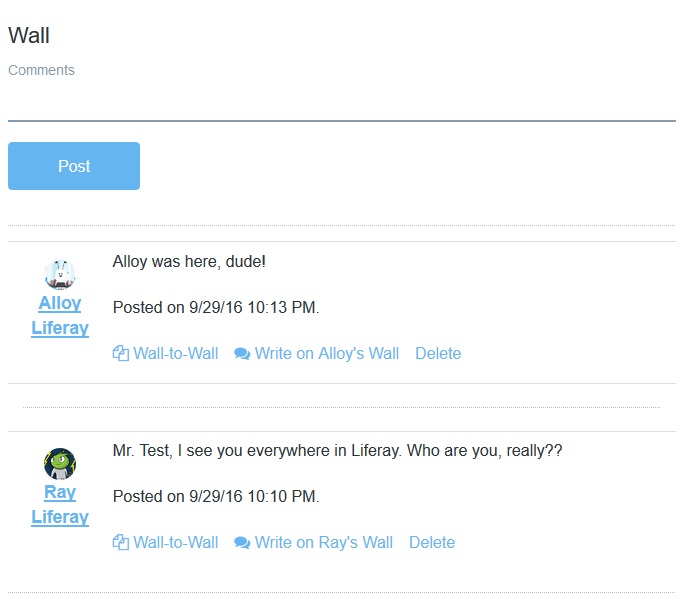 Wall
Comments
Post
Alloy was here, dude!
Alloy
Liferay
Posted on 9/29/16 10:13 PM.
Wall-to-Wall Write on Alloy's Wall Delete
Mr. Test, I see you everywhere in Liferay. Who are you, really??
Ray
Liferay
Posted on 9/29/16 10:10 PM.
Wall-to-Wall Write on Ray's Wall Delete